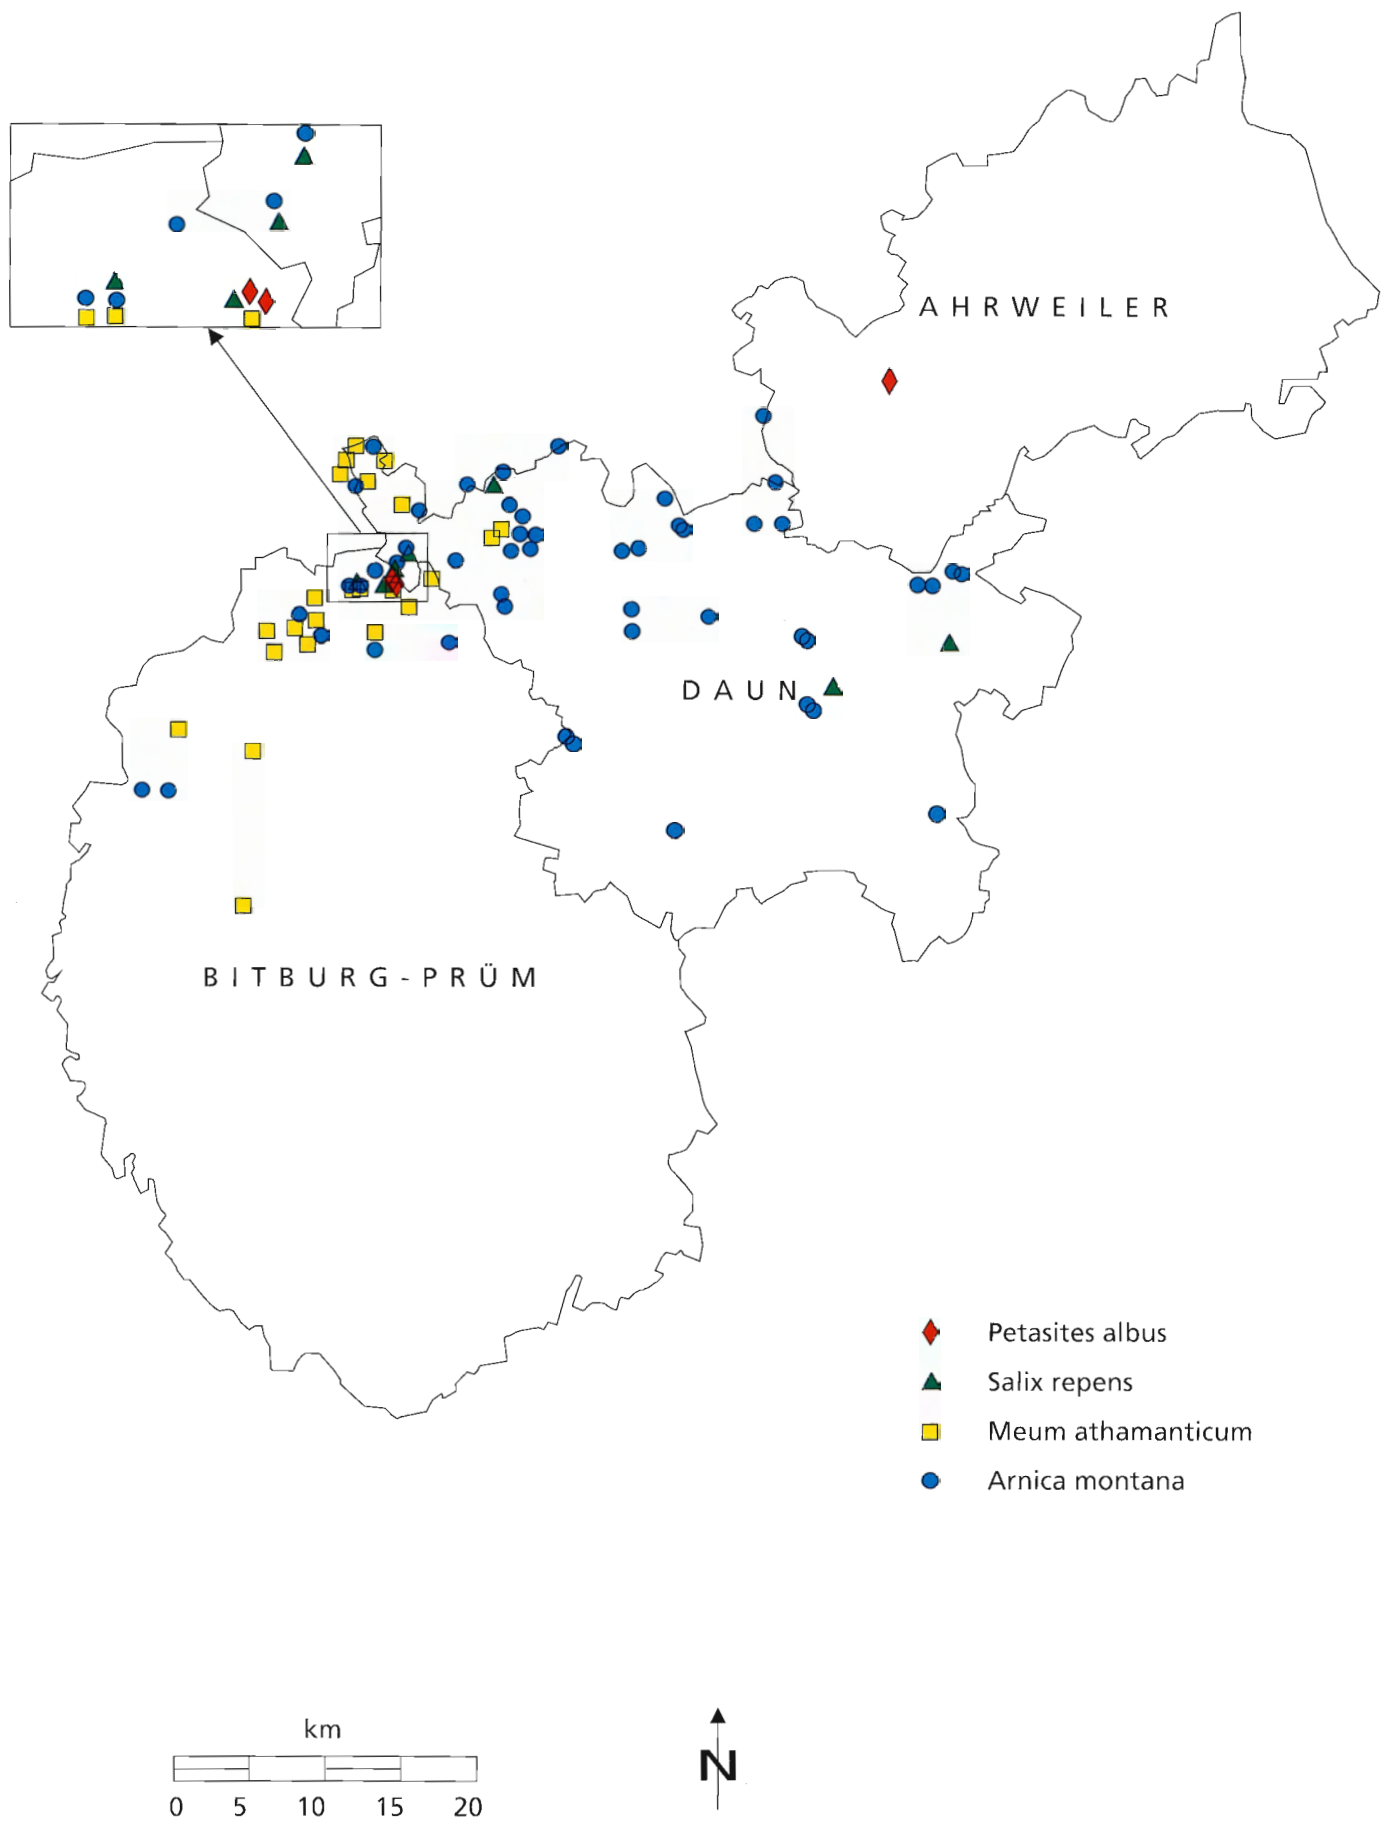 AHRWEILER
DAUN
BITBURG-PRÜM
Petasites albus
Salix repens
Meum athamanticum
Arnica montana
km
0 5 10 15 20
N